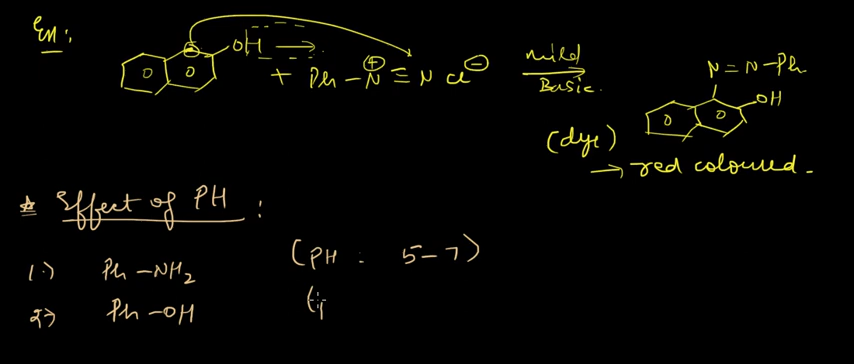 Ex:
OH
+ Ph-N⊕≡N Cl⊖
mild
Basic.
N=N-Ph
OH
(dye)
→ red coloured.
* Effect of PH :
1.) Ph-NH₂ (PH : 5-7)
2) Ph-OH (